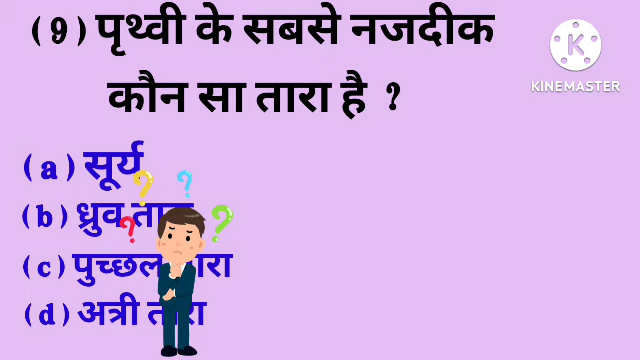 (9) पृथ्वी के सबसे नजदीक
कौन सा तारा है ?
K
KINEMASTER
(a) सूर्य
(b) ध्रुव तारा
(c) पुच्छल तारा
(d) अत्री तारा